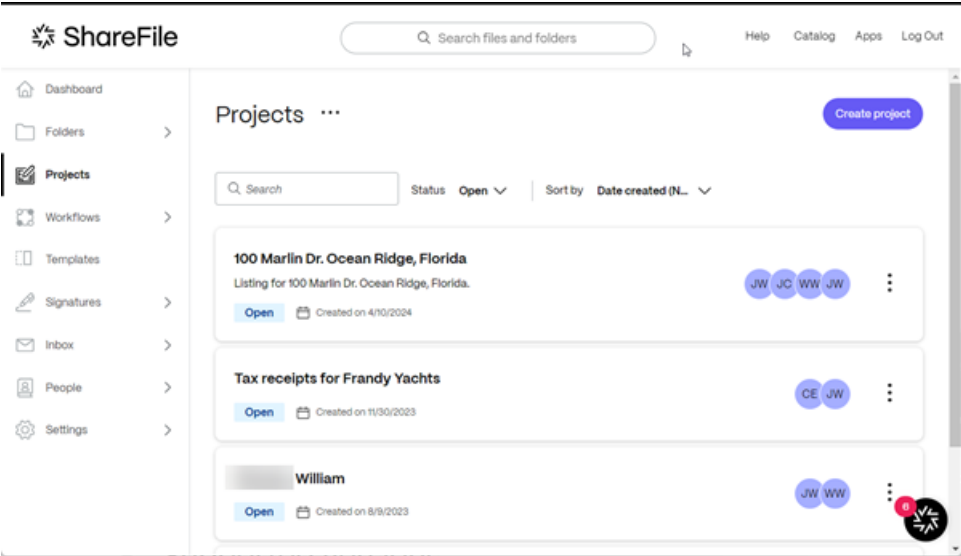 ShareFile
Search files and folders
Help Catalog Apps Log Out
Dashboard
Folders
Projects
Workflows
Templates
Signatures
Inbox
People
Settings
Projects ...
Create project
Search
Status Open
Sort by Date created (N...
100 Marlin Dr. Ocean Ridge, Florida
Listing for 100 Marlin Dr. Ocean Ridge, Florida.
Open Created on 4/10/2024
JW JC WW JW
Tax receipts for Frandy Yachts
Open Created on 11/30/2023
CE JW
William
Open Created on 8/9/2023
JW WW
6